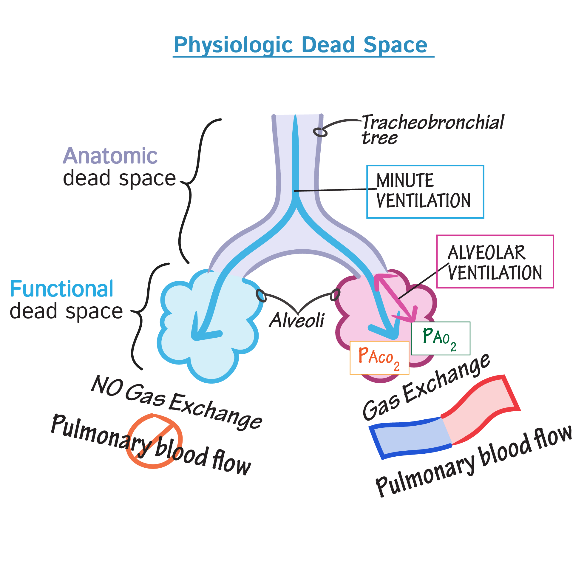 Physiologic Dead Space
Tracheobronchial
tree
Anatomic
dead space
MINUTE
VENTILATION
ALVEOLAR
VENTILATION
Functional
dead space
Alveoli
PAO2
PACO2
NO Gas Exchange
Gas Exchange
Pulmonary blood flow
Pulmonary blood flow